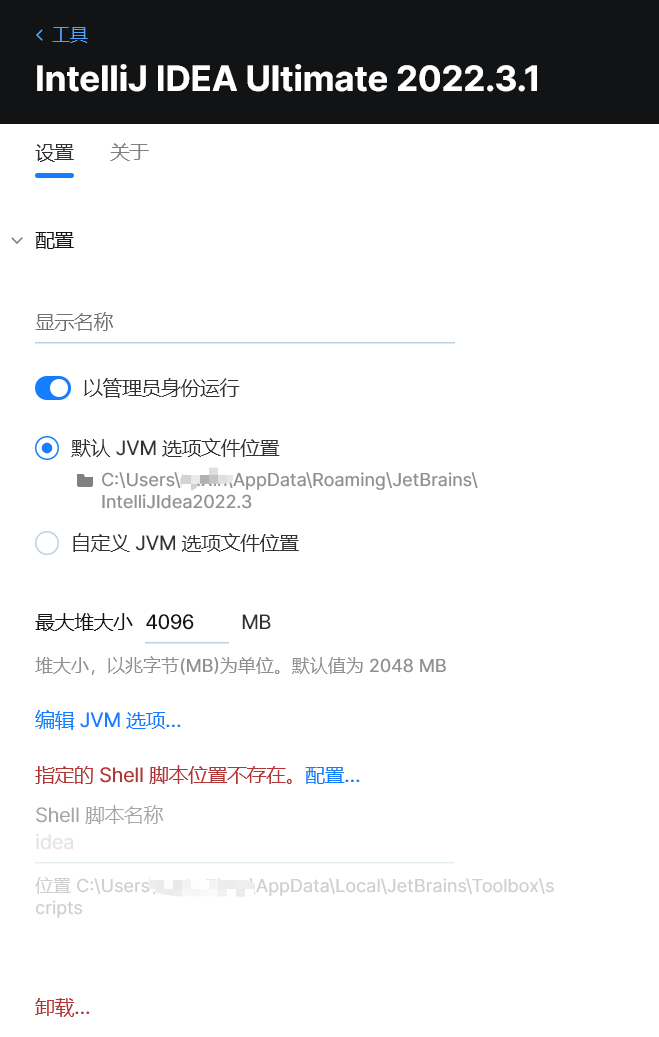 工具
IntelliJ IDEA Ultimate 2022.3.1
设置 关于
配置
显示名称
以管理员身份运行
默认 JVM 选项文件位置
C:\Users\ \AppData\Roaming\JetBrains\
IntelliJIdea2022.3
自定义 JVM 选项文件位置
最大堆大小 4096 MB
堆大小，以兆字节(MB)为单位。默认值为 2048 MB
编辑 JVM 选项...
指定的 Shell 脚本位置不存在。配置...
Shell 脚本名称
idea
位置 C:\Users\ \AppData\Local\JetBrains\Toolbox\s
cripts
卸载...